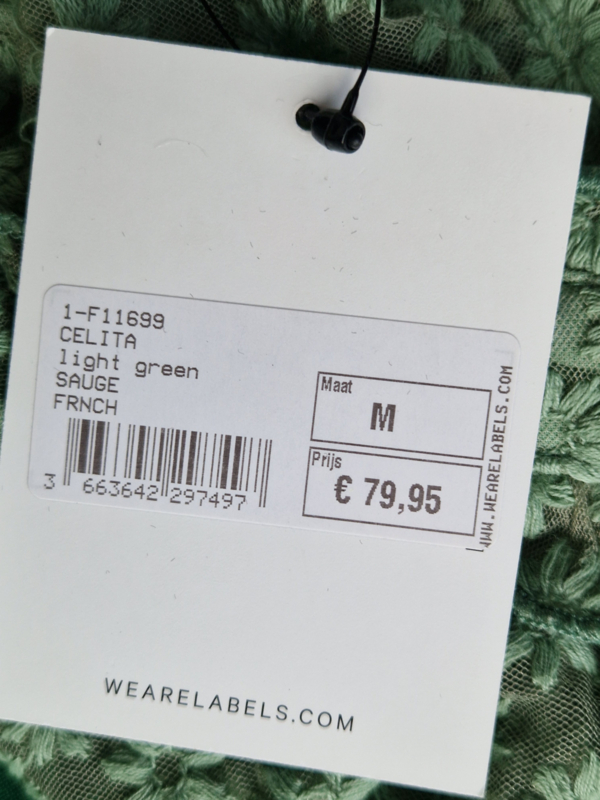 1-F11699
CELITA
light green
SAUGE
FRNCH
3 663642 297497
Maat
M
Prijs
€ 79,95
WWW.WEARELABELS.COM
WEARELABELS.COM